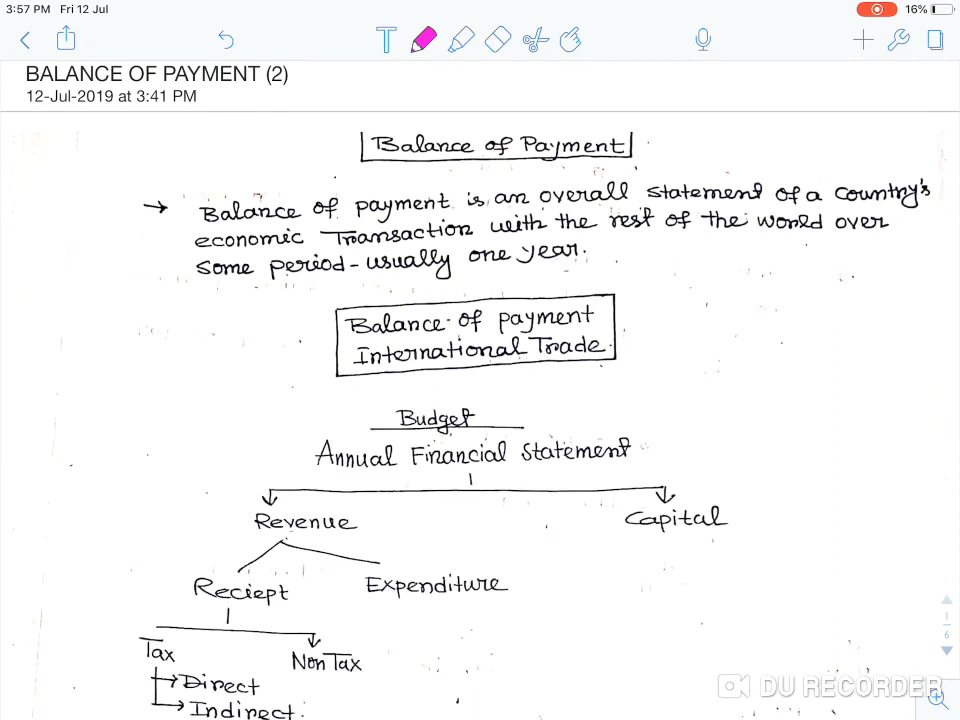 3:57 PM Fri 12 Jul
16%
T
BALANCE OF PAYMENT (2)
12-Jul-2019 at 3:41 PM
Balance of Payment
→ Balance of payment is an overall statement of a country's
economic Transaction with the rest of the world over
some period - usually one year.
Balance of payment
International Trade.
Budget
Annual Financial Statement
Revenue
Capital
Reciept
Expenditure
Tax
Non Tax
Direct
Indirect.
1
6
DU RECORDER